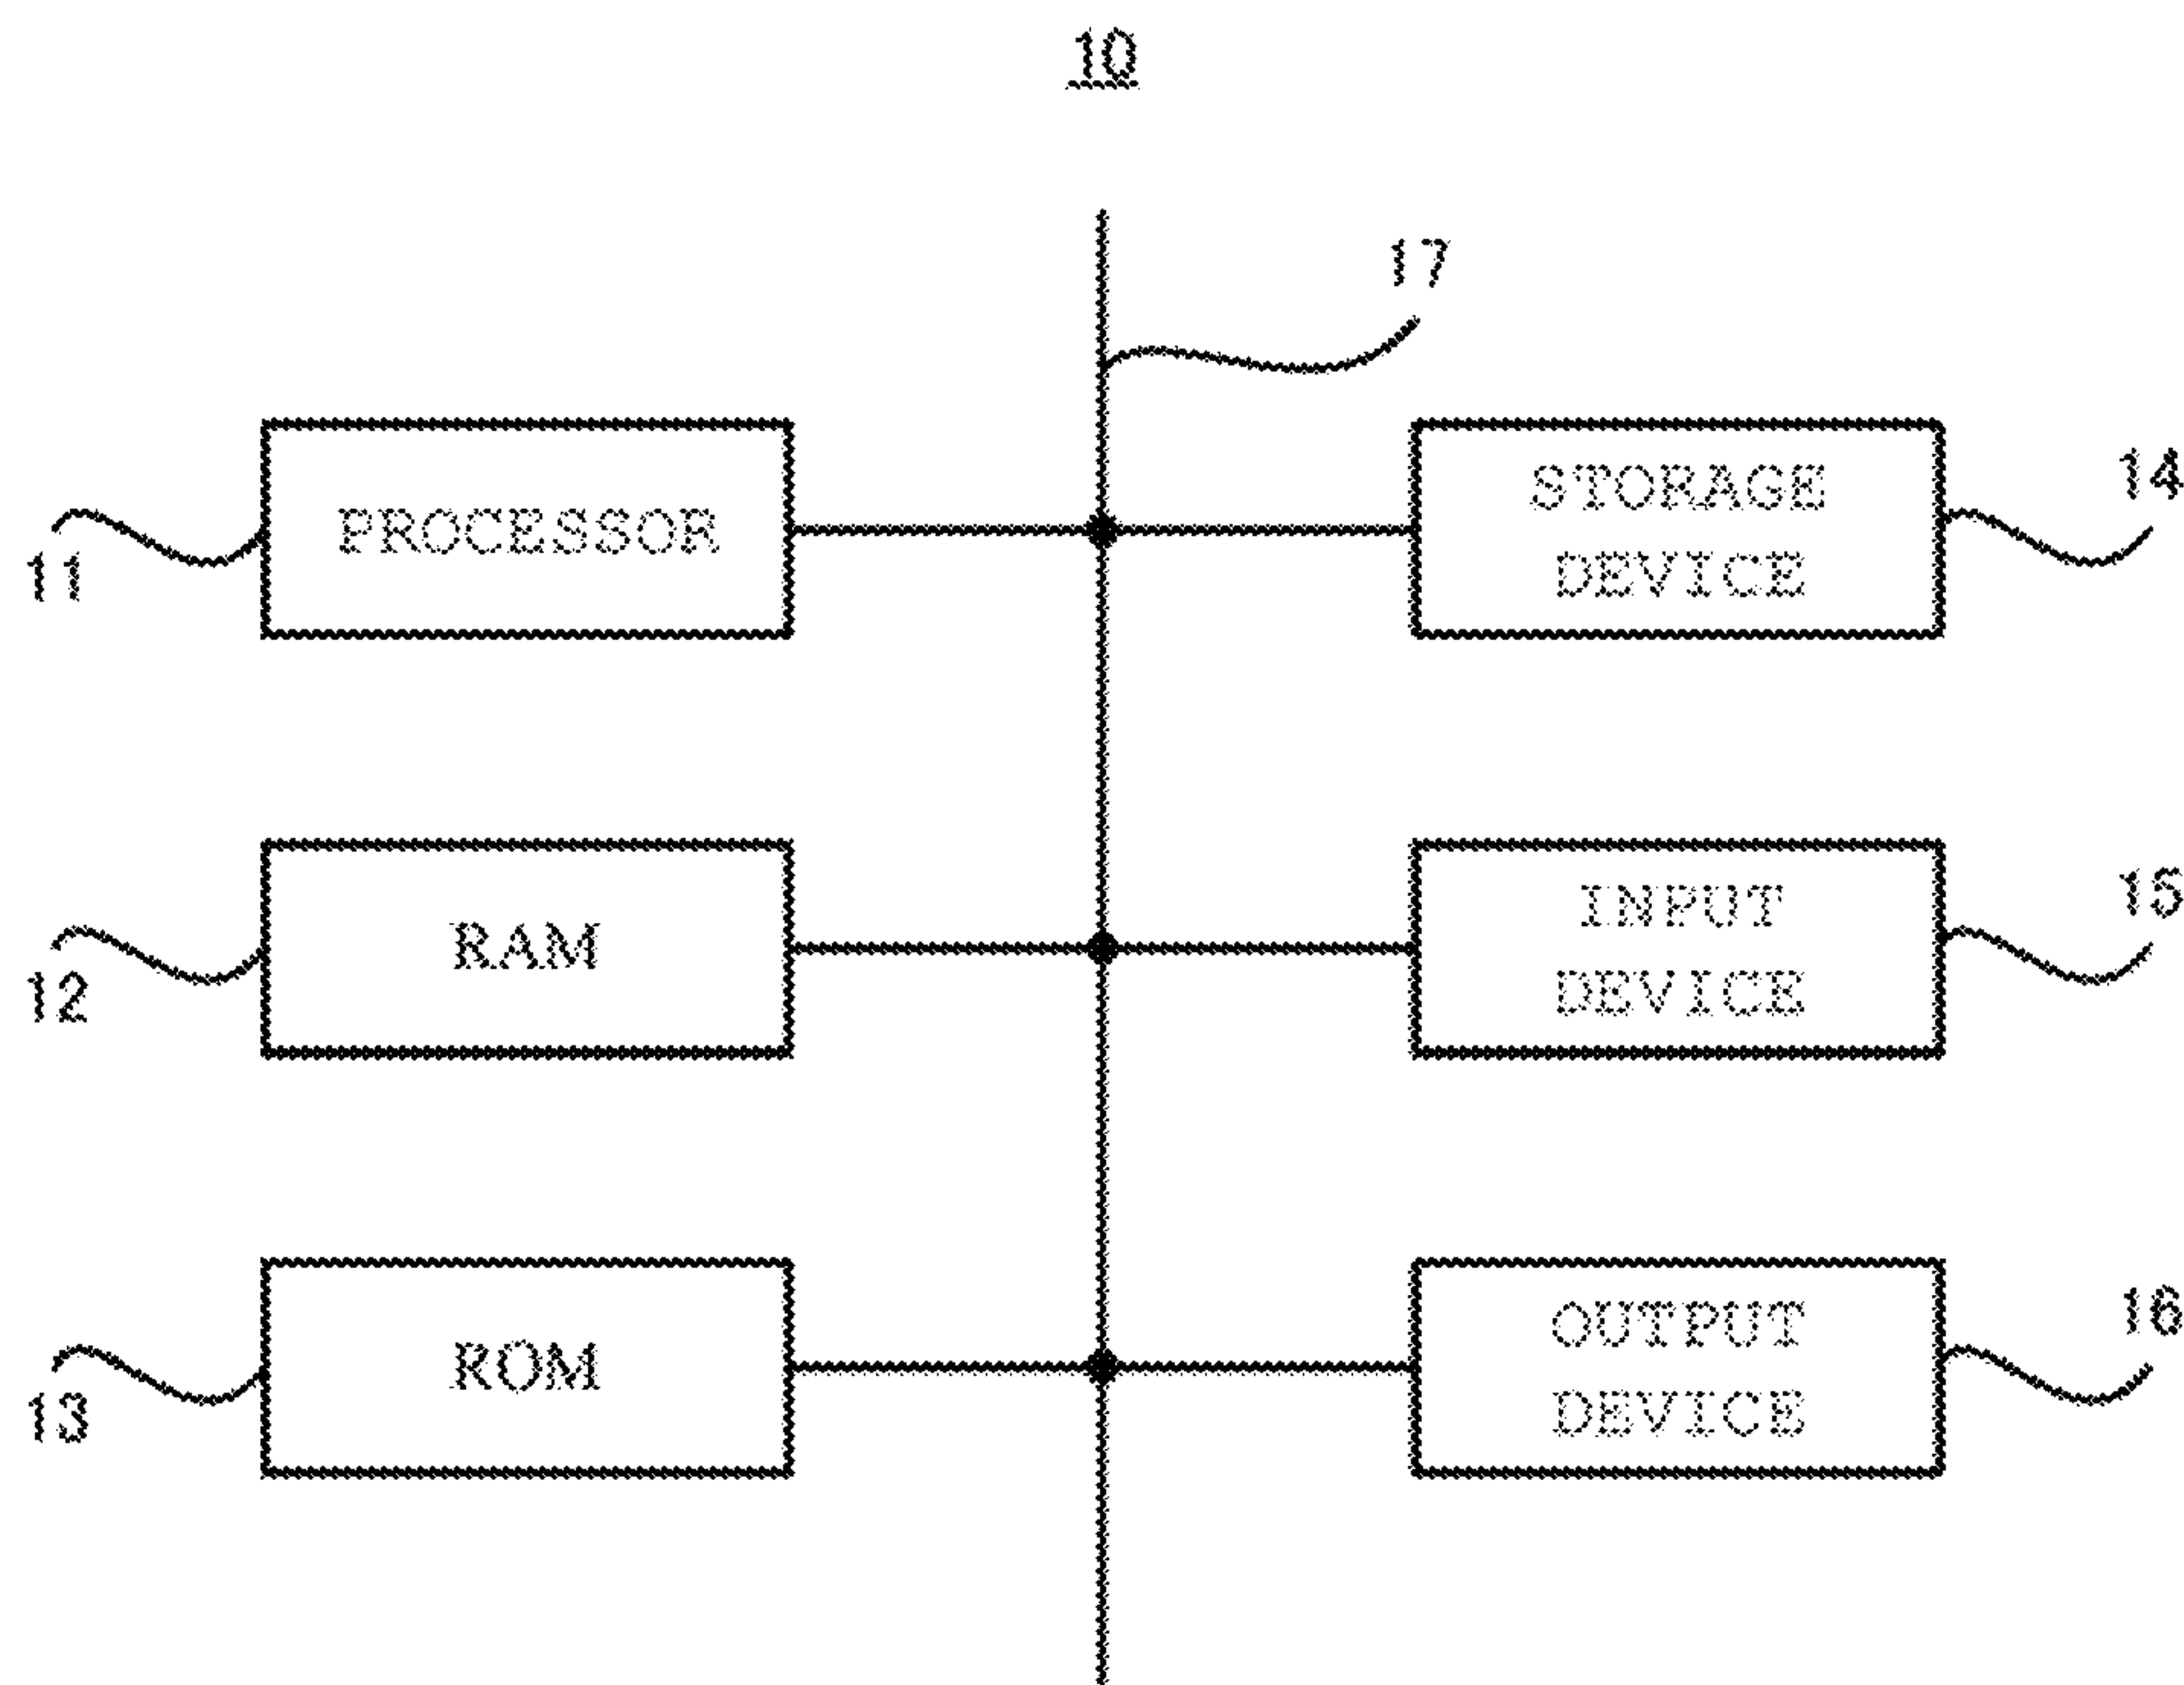 10
17
PROCESSOR
11
STORAGE
DEVICE
14
RAM
12
INPUT
DEVICE
15
ROM
13
OUTPUT
DEVICE
16